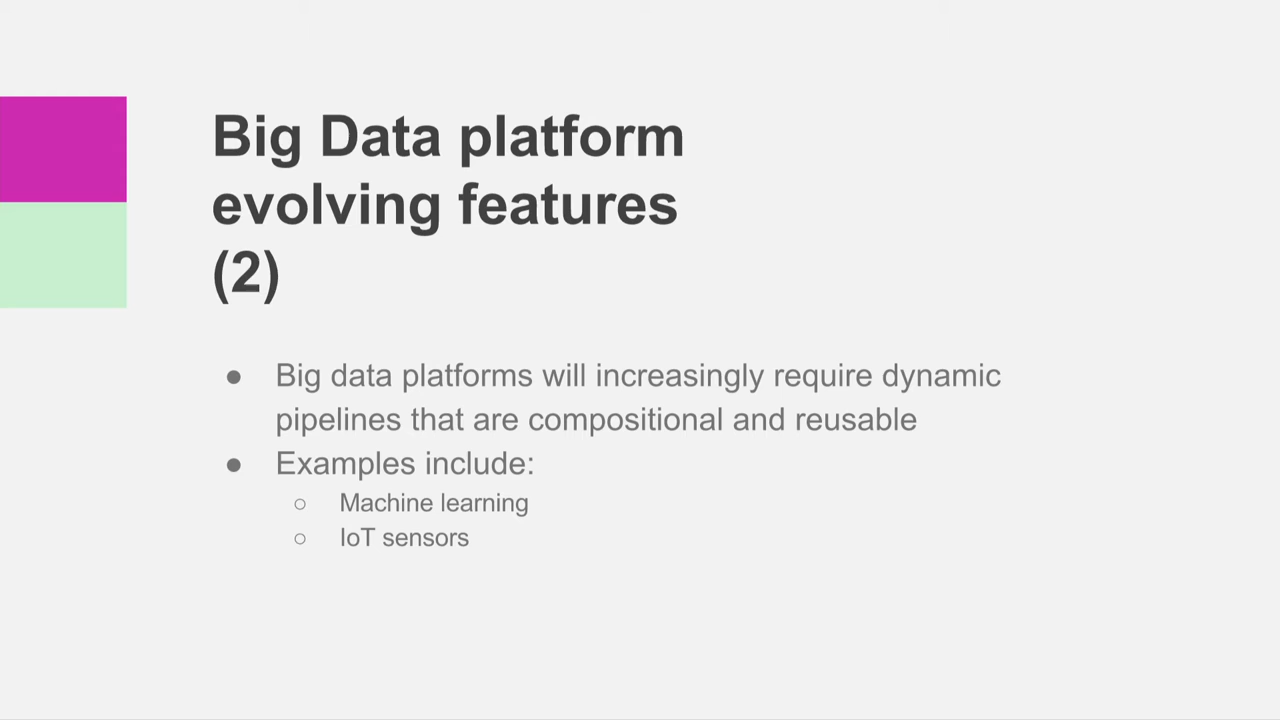 Big Data platform
evolving features
(2)
● Big data platforms will increasingly require dynamic
pipelines that are compositional and reusable
● Examples include:
○ Machine learning
○ IoT sensors